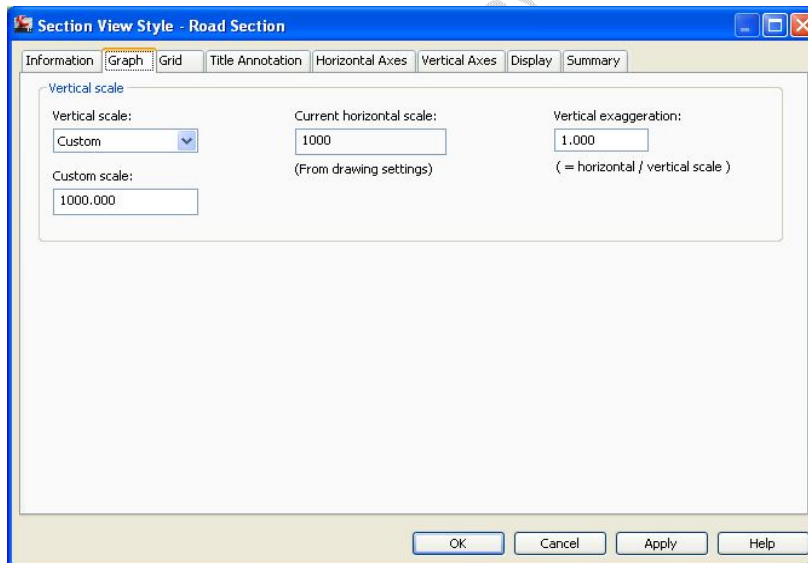 Section View Style - Road Section
Information Graph Grid Title Annotation Horizontal Axes Vertical Axes Display Summary
Vertical scale
Vertical scale: Current horizontal scale: Vertical exaggeration:
Custom 1000 1.000
(From drawing settings) ( = horizontal / vertical scale )
Custom scale:
1000.000
OK Cancel Apply Help